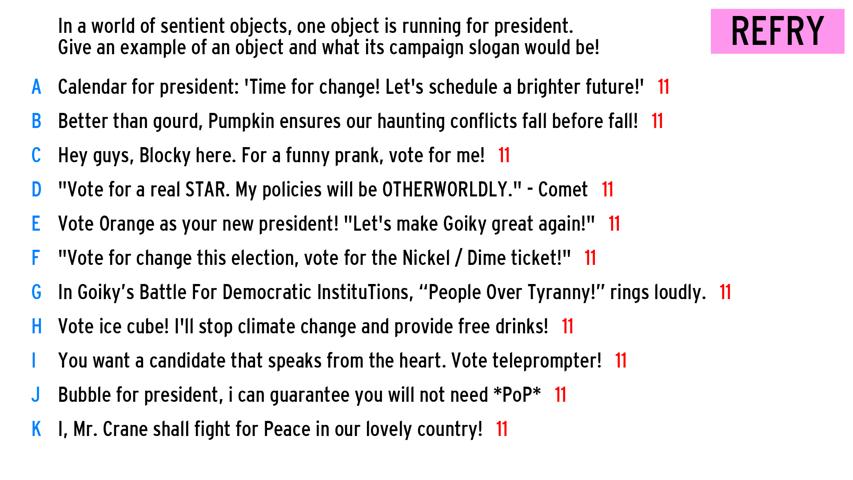 In a world of sentient objects, one object is running for president.
Give an example of an object and what its campaign slogan would be!
REFRY
A Calendar for president: 'Time for change! Let's schedule a brighter future!' 11
B Better than gourd, Pumpkin ensures our haunting conflicts fall before fall! 11
C Hey guys, Blocky here. For a funny prank, vote for me! 11
D "Vote for a real STAR. My policies will be OTHERWORLDLY." - Comet 11
E Vote Orange as your new president! "Let's make Goiky great again!" 11
F "Vote for change this election, vote for the Nickel / Dime ticket!" 11
G In Goiky’s Battle For Democratic InstituTions, “People Over Tyranny!” rings loudly. 11
H Vote ice cube! I'll stop climate change and provide free drinks! 11
I You want a candidate that speaks from the heart. Vote teleprompter! 11
J Bubble for president, i can guarantee you will not need *PoP* 11
K I, Mr. Crane shall fight for Peace in our lovely country! 11